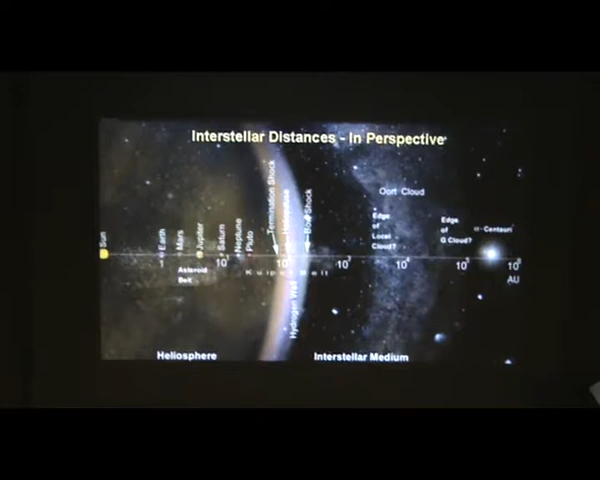 Interstellar Distances - In Perspective
Oort Cloud
Termination Shock
Heliopause
Bow Shock
Edge
of
Local
Cloud?
Edge
of
G Cloud?
α-Centauri
Sun
Earth
Mars
Jupiter
Saturn
Neptune
Pluto
1
10
10²
10³
10⁴
10⁵
10⁶
AU
Asteroid
Belt
Kuiper Belt
Hydrogen Wall
Heliosphere
Interstellar Medium